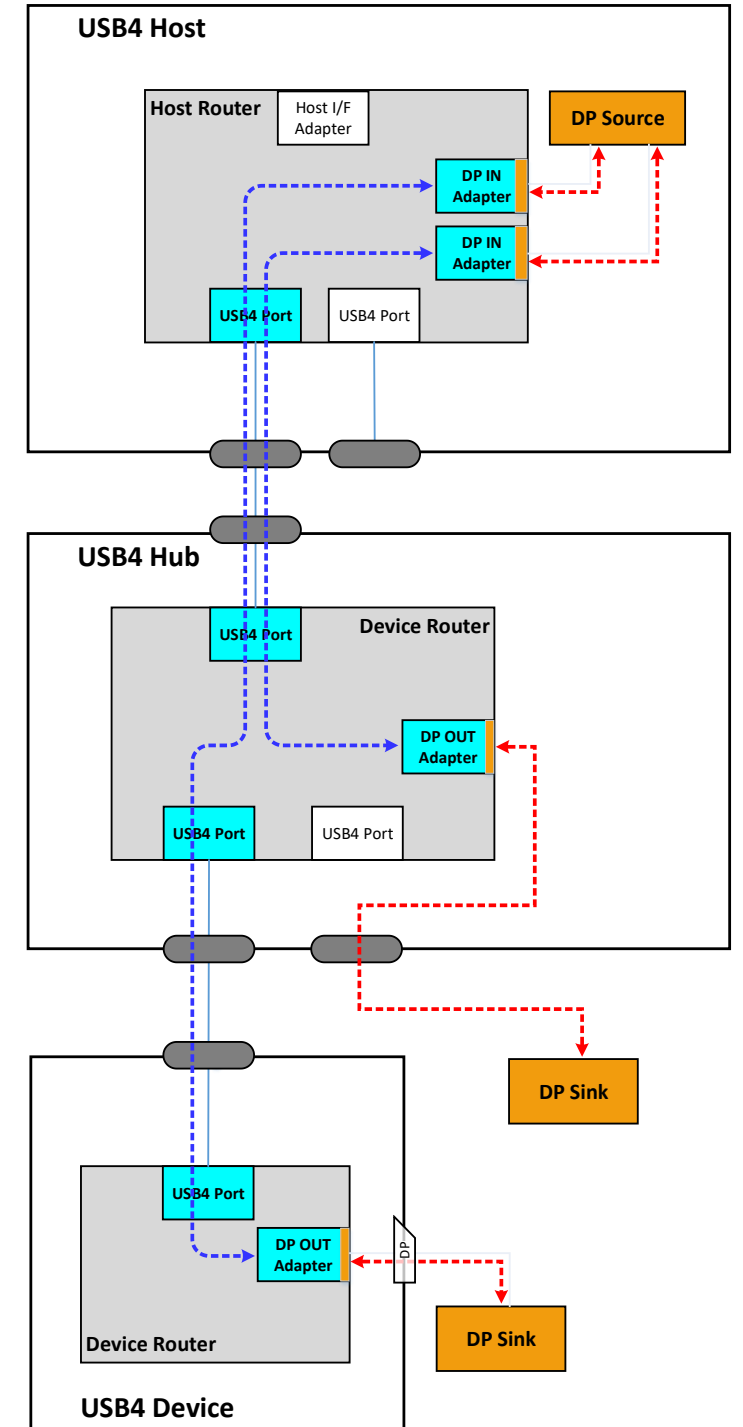 USB4 Host
Host Router
Host I/F
Adapter
DP Source
DP IN
Adapter
DP IN
Adapter
USB4 Port
USB4 Port
USB4 Hub
USB4 Port
Device Router
DP OUT
Adapter
USB4 Port
USB4 Port
DP Sink
USB4 Port
DP OUT
Adapter
DP
DP Sink
Device Router
USB4 Device